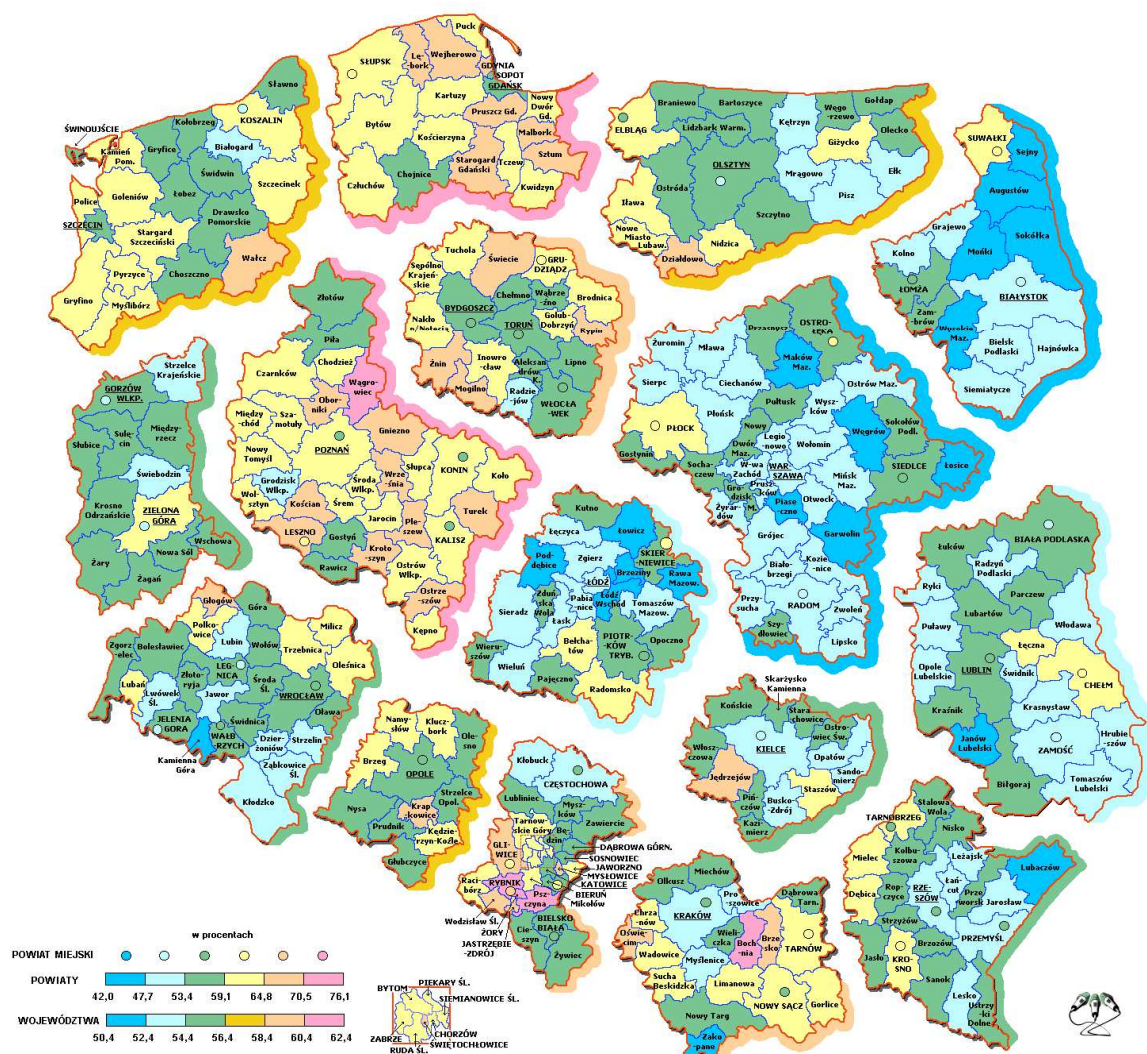 Puck
SŁUPSK
Lę-
bork
Wejherowo
GDYNIA
SOPOT
GDAŃSK
Kartuzy
Nowy
Dwór
Gd.
Pruszcz Gd.
Bytów
Kościerzyna
Malbork
Starogard
Gdański
Tczew
Sztum
Człuchów
Chojnice
Kwidzyn
Sławno
KOSZALIN
Kołobrzeg
ŚWINOUJŚCIE
Kamień
Pom.
Gryfice
Białogard
Świdwin
Szczecinek
Goleniów
Police
Łobez
SZCZECIN
Drawsko
Pomorskie
Stargard
Szczeciński
Wałcz
Pyrzyce
Choszczno
Gryfino
Myślibórz
Braniewo
Bartoszyce
Węgo-
rzewo
Gołdap
ELBLĄG
Lidzbark Warm.
Kętrzyn
Olecko
Giżycko
OLSZTYN
Mrągowo
Ełk
Ostróda
Pisz
Iława
Szczytno
Nowe
Miasto
Lubaw.
Nidzica
Działdowo
SUWAŁKI
Sejny
Augustów
Grajewo
Sokółka
Kolno
Mońki
ŁOMŻA
BIAŁYSTOK
Zam-
brów
Wysokie
Maz.
Bielsk
Podlaski
Hajnówka
Siemiatycze
Tuchola
Świecie
GRU-
DZIĄDZ
Sępólno
Krajeń-
skie
Chełmno
Wąbrze-
źno
Brodnica
BYDGOSZCZ
Nakło
n/Notecią
TORUŃ
Golub-
Dobrzyń
Rypin
Żnin
Inowro-
cław
Aleksan-
drów
K.
Lipno
Mogilno
Radzie-
jów
WŁOCŁA-
WEK
Złotów
Piła
Chodzież
Czarnków
Wągro-
wiec
Obor-
niki
Między-
chód
Sza-
motuły
Gniezno
POZNAŃ
Nowy
Tomyśl
Słupca
KONIN
Koło
Środa
Wlkp.
Wrze-
śnia
Grodzisk
Wlkp.
Wol-
sztyn
Śrem
Kościan
Jarocin
Ple-
szew
Turek
LESZNO
Gostyń
KALISZ
Kroto-
szyn
Rawicz
Ostrów
Wlkp.
Ostrze-
szów
Kępno
Strzelce
Krajeńskie
GORZÓW
WLKP.
Słubice
Sulę-
cin
Między-
rzecz
Świebodzin
Krosno
Odrzańskie
ZIELONA
GÓRA
Wschowa
Nowa Sól
Żary
Żagań
Żuromin
Mława
Przasnysz
OSTRO-
ŁĘKA
Maków
Maz.
Sierpc
Ciechanów
Ostrów Maz.
Płońsk
Pułtusk
Wysz-
ków
PŁOCK
Nowy
Dwór
Maz.
Legio-
nowo
Wołomin
Węgrów
Sokołów
Podl.
Gostynin
Socha-
czew
W-wa
Zachód
WAR-
SZAWA
Mińsk
Maz.
SIEDLCE
Łosice
Gro-
dzisk
M.
Prusz-
ków
Otwock
Żyrar-
dów
Piase-
czno
Garwolin
Grójec
Biało-
brzegi
Kozie-
nice
Przy-
sucha
RADOM
Zwoleń
Szy-
dłowiec
Lipsko
Kutno
Łęczyca
Łowicz
Pod-
dębice
Zgierz
SKIER-
NIEWICE
ŁÓDŹ
Brzeziny
Rawa
Mazow.
Zduń-
ska
Wola
Pabia-
nice
Łódź
Wschód
Sieradz
Łask
Tomaszów
Mazow.
Wieru-
szów
Bełcha-
tów
PIOTR-
KÓW
TRYB.
Opoczno
Wieluń
Pajęczno
Radomsko
BIAŁA PODLASKA
Łuków
Radzyń
Podlaski
Parczew
Ryki
Lubartów
Włodawa
Puławy
Łęczna
LUBLIN
Świdnik
CHEŁM
Opole
Lubelskie
Kraśnik
Krasnystaw
Janów
Lubelski
ZAMOŚĆ
Hrubie-
szów
Biłgoraj
Tomaszów
Lubelski
Głogów
Góra
Polko-
wice
Lubin
Milicz
Zgorz-
elec
Bolesławiec
Wołów
Trzebnica
LEG-
NICA
Oleśnica
Lubań
Złoto-
ryja
Środa
Śl.
WROCŁAW
Lwówek
Śl.
Jawor
Oława
JELENIA
GÓRA
Świdnica
WAŁB
RZYCH
Dzier-
żoniów
Strzelin
Kamienna
Góra
Ząbkowice
Śl.
Kłodzko
Namy-
słów
Klucz-
bork
Ole-
sno
Brzeg
OPOLE
Nysa
Strzelce
Opol.
Krap
kowice
Prudnik
Kędzie-
rzyn-Koźle
Głubczyce
Kłobuck
CZĘSTOCHOWA
Lubliniec
Mysz-
ków
Zawiercie
Tarnow-
skie Góry
Bę-
dzin
GLI-
WICE
DĄBROWA GÓRN.
SOSNOWIEC
JAWORZNO
MYSŁOWICE
KATOWICE
BIERUŃ
Mikołów
Raci-
bórz
RYBNIK
Psz-
czyna
Wodzisław Śl.
ŻORY
JASTRZĘBIE
-ZDRÓJ
Cie-
szyn
BIELSKO
BIAŁA
Żywiec
Skarżysko
Kamienna
Końskie
Stara
chowice
Ostro-
wiec Św.
KIELCE
Włosz-
czowa
Opatów
Jędrzejów
Sando-
mierz
Staszów
Piń-
czów
Busko-
Zdrój
Kazi-
mierz
Stalowa
Wola
TARNOBRZEG
Nisko
Mielec
Kolbu-
szowa
Leżajsk
Lubaczów
Dębica
Rop-
czyce
RZE-
SZÓW
Łań-
cut
Prze
worsk
Jarosław
Strzyżów
PRZEMYŚL
Jasło
KRO-
SNO
Brzozów
Sanok
Lesko
Ustrzy-
ki
Dolne
Miechów
Olkusz
Pro-
szowice
Dąbrowa
Tarn.
Chrza-
nów
KRAKÓW
Oświę-
cim
Wieli-
czka
Boch-
nia
Brze-
sko
TARNÓW
Wadowice
Myślenice
Sucha
Beskidzka
Limanowa
NOWY SĄCZ
Gorlice
Nowy Targ
Zako-
pane
w procentach
POWIAT MIEJSKI
POWIATY
42,0 47,7 53,4 59,1 64,8 70,5 76,1
WOJEWÓDZTWA
50,4 52,4 54,4 56,4 58,4 60,4 62,4
BYTOM
PIEKARY ŚL.
SIEMIANOWICE ŚL.
CHORZÓW
ŚWIĘTOCHŁOWICE
ZABRZE
RUDA ŚL.